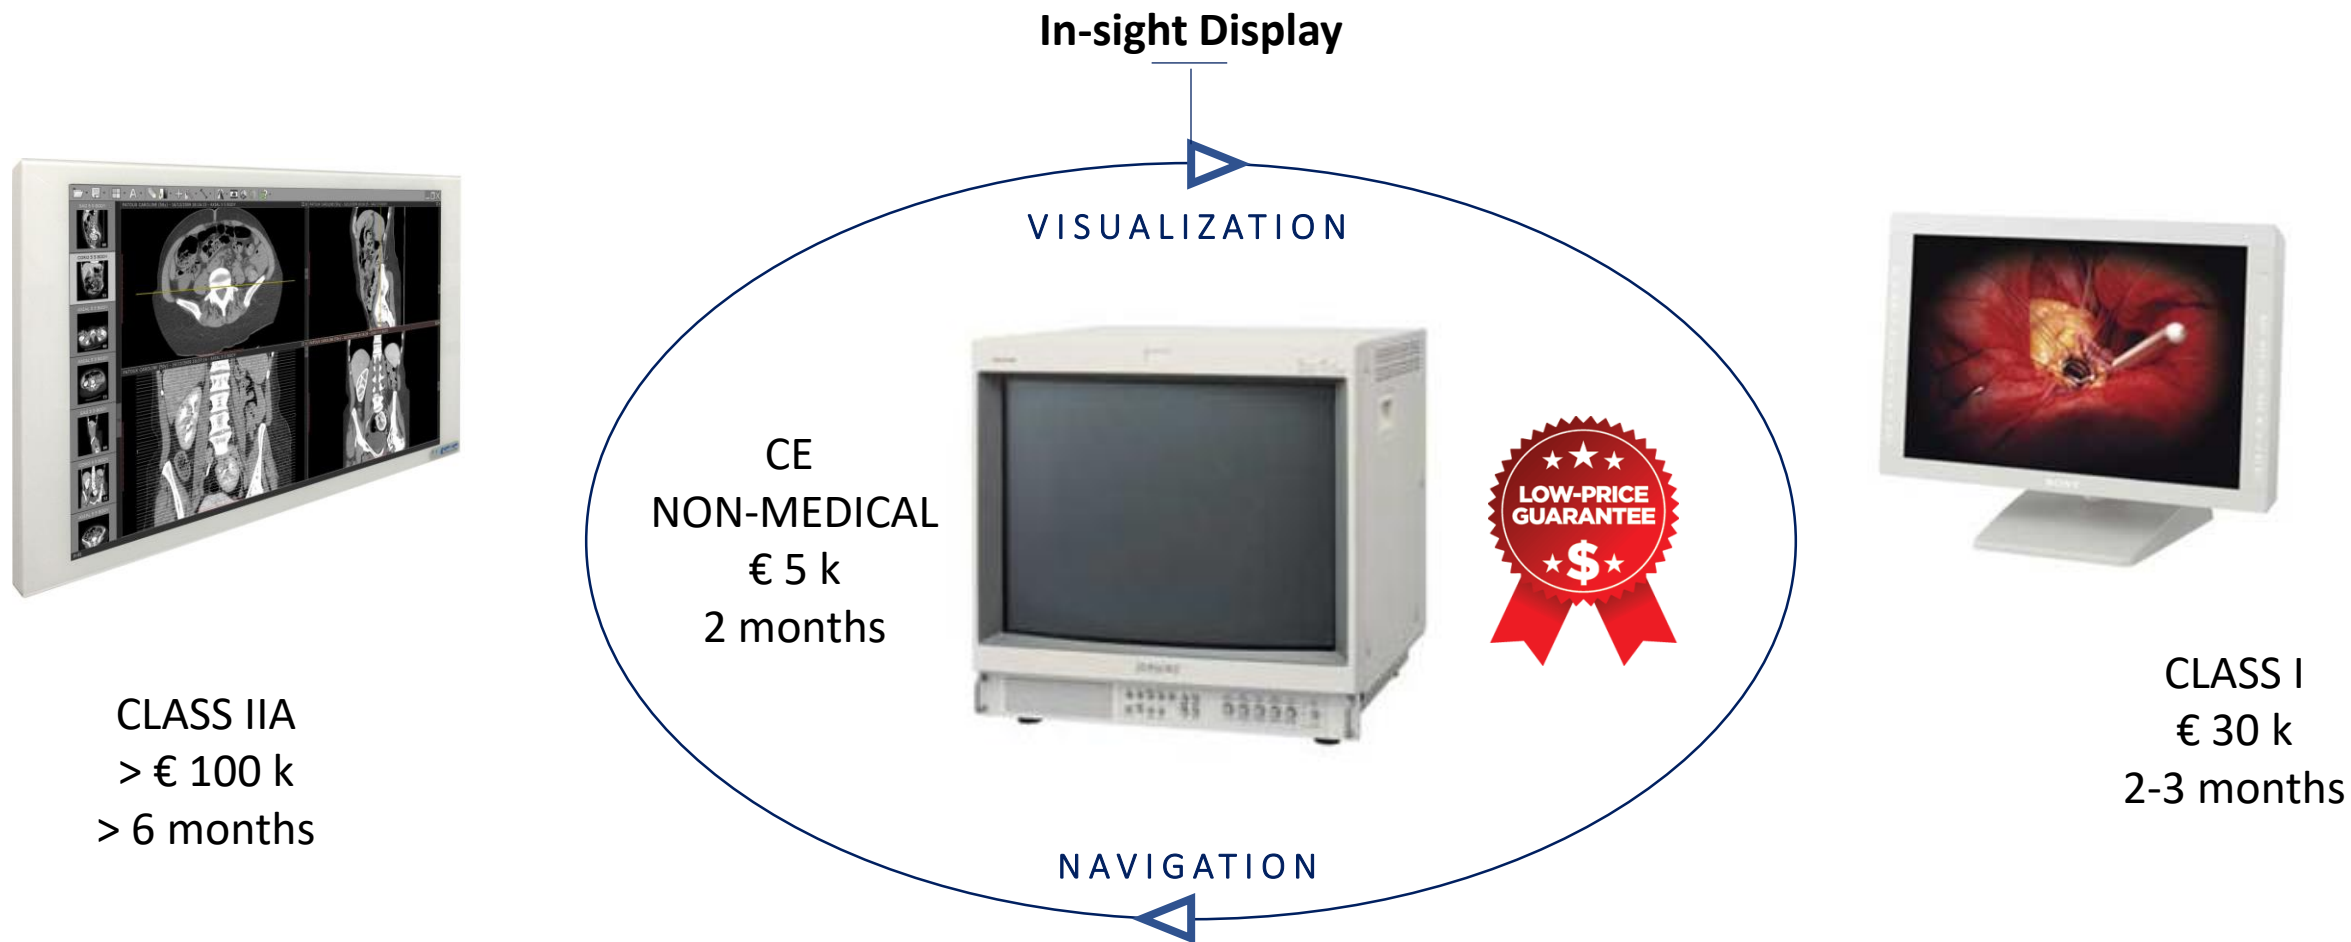 In-sight Display
VISUALIZATION
CE
NON-MEDICAL
€ 5 k
2 months
LOW-PRICE
GUARANTEE
$
CLASS IIA
> € 100 k
> 6 months
CLASS I
€ 30 k
2-3 months
SONY
NAVIGATION